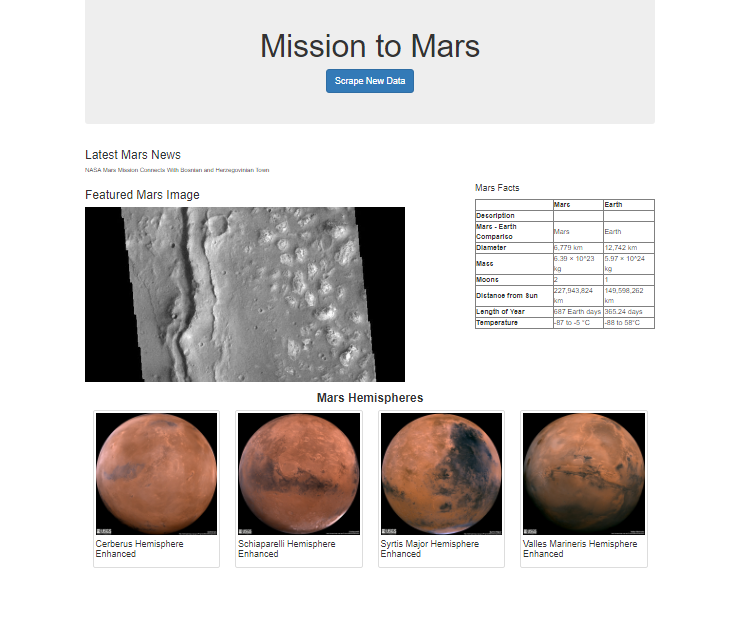 Mission to Mars
Scrape New Data
Latest Mars News
NASA Mars Mission Connects With Bosnian and Herzegovinian Town
Featured Mars Image
Mars Facts
Mars Earth
Description
Mars - Earth
Compariso
Mars Earth
Diameter 6,779 km 12,742 km
Mass 6.39 × 10^23
kg 5.97 × 10^24
kg
Moons 2 1
Distance from Sun 227,943,824
km 149,598,262
km
Length of Year 687 Earth days 365.24 days
Temperature -87 to -5 °C -88 to 58°C
Mars Hemispheres
Cerberus Hemisphere
Enhanced
Schiaparelli Hemisphere
Enhanced
Syrtis Major Hemisphere
Enhanced
Valles Marineris Hemisphere
Enhanced